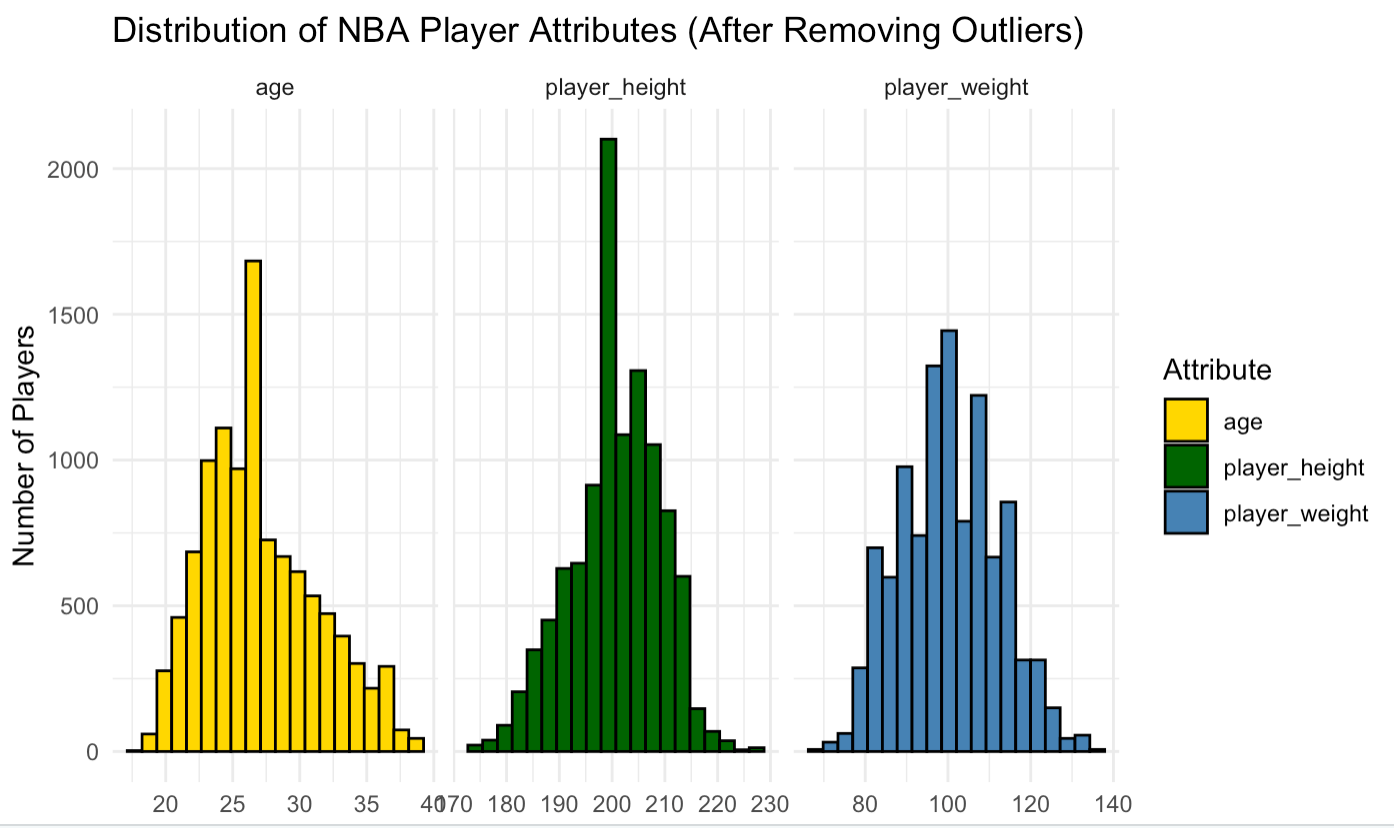 Distribution of NBA Player Attributes (After Removing Outliers)
age player_height player_weight
Number of Players
2000
1500
1000
500
0
20 25 30 35 40 170 180 190 200 210 220 230 80 100 120 140
Attribute
age
player_height
player_weight